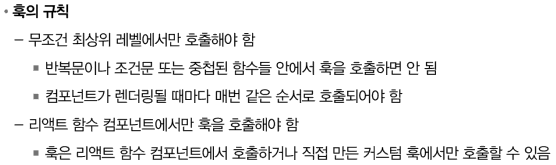 • 훅의 규칙
– 무조건 최상위 레벨에서만 호출해야 함
▪ 반복문이나 조건문 또는 중첩된 함수들 안에서 훅을 호출하면 안 됨
▪ 컴포넌트가 렌더링될 때마다 매번 같은 순서로 호출되어야 함
– 리액트 함수 컴포넌트에서만 훅을 호출해야 함
▪ 훅은 리액트 함수 컴포넌트에서 호출하거나 직접 만든 커스텀 훅에서만 호출할 수 있음